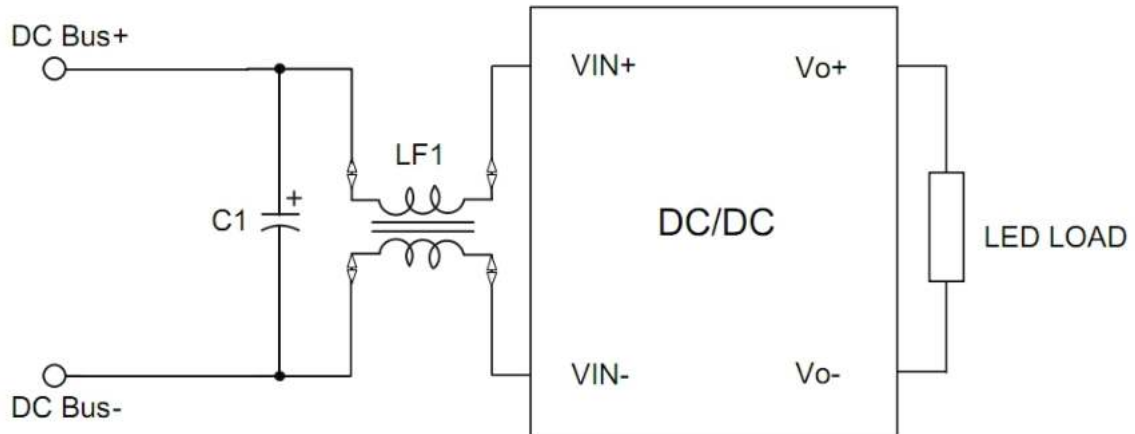 DC Bus+
VIN+
Vo+
LF1
+
C1
DC/DC
LED LOAD
VIN-
Vo-
DC Bus-